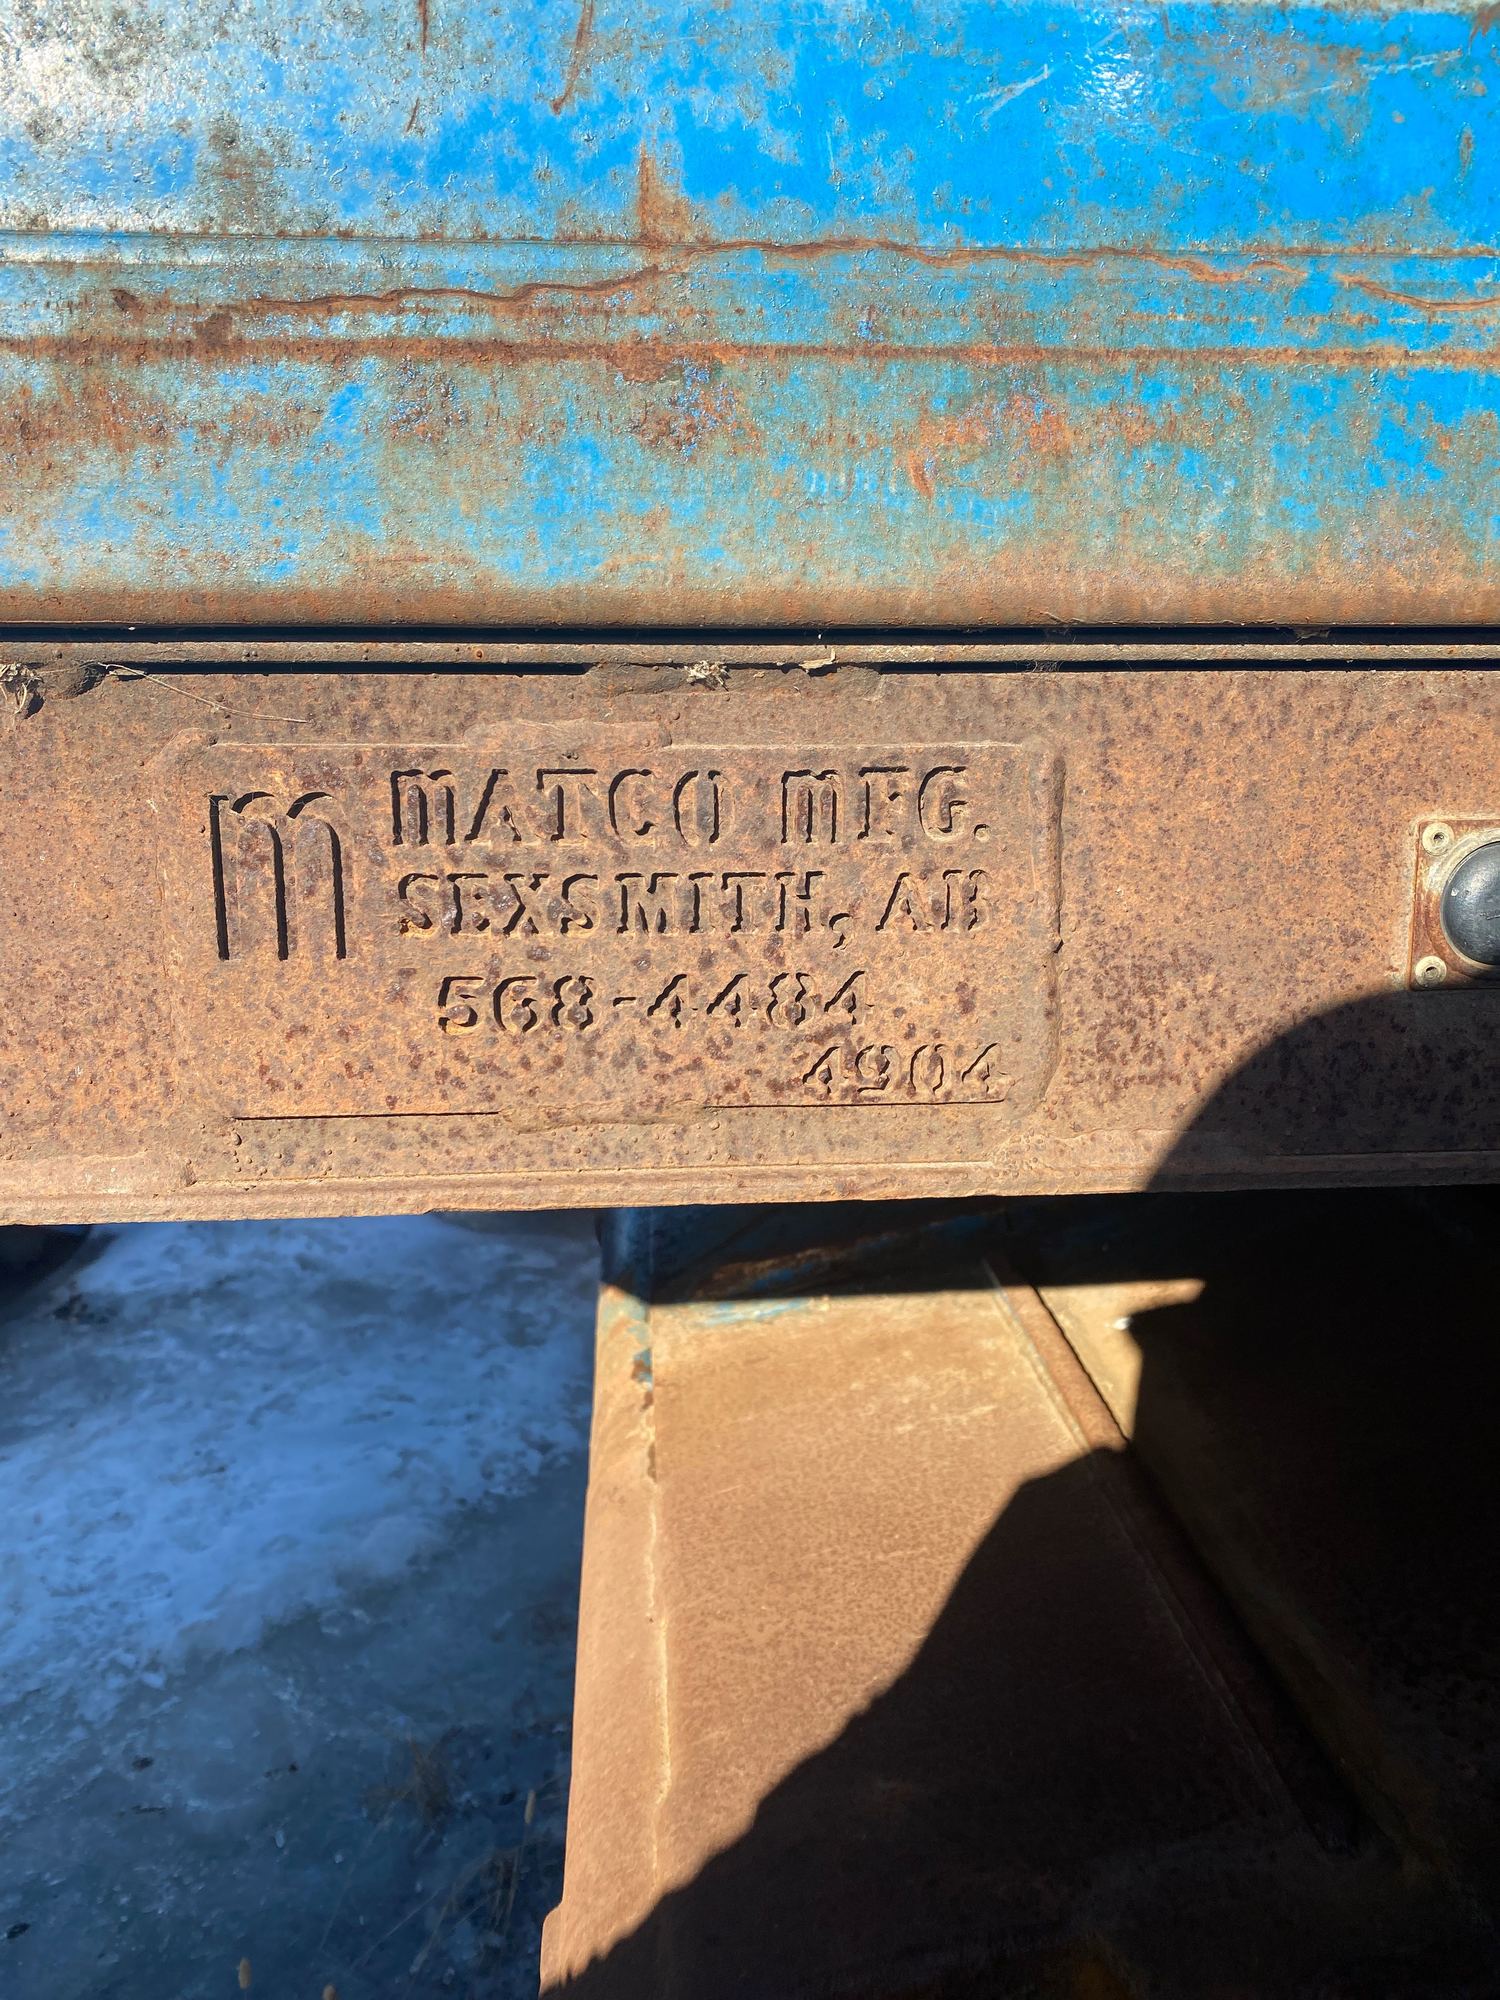 m MATCO MFG.
SEXSMITH, AB
568-4484
4904